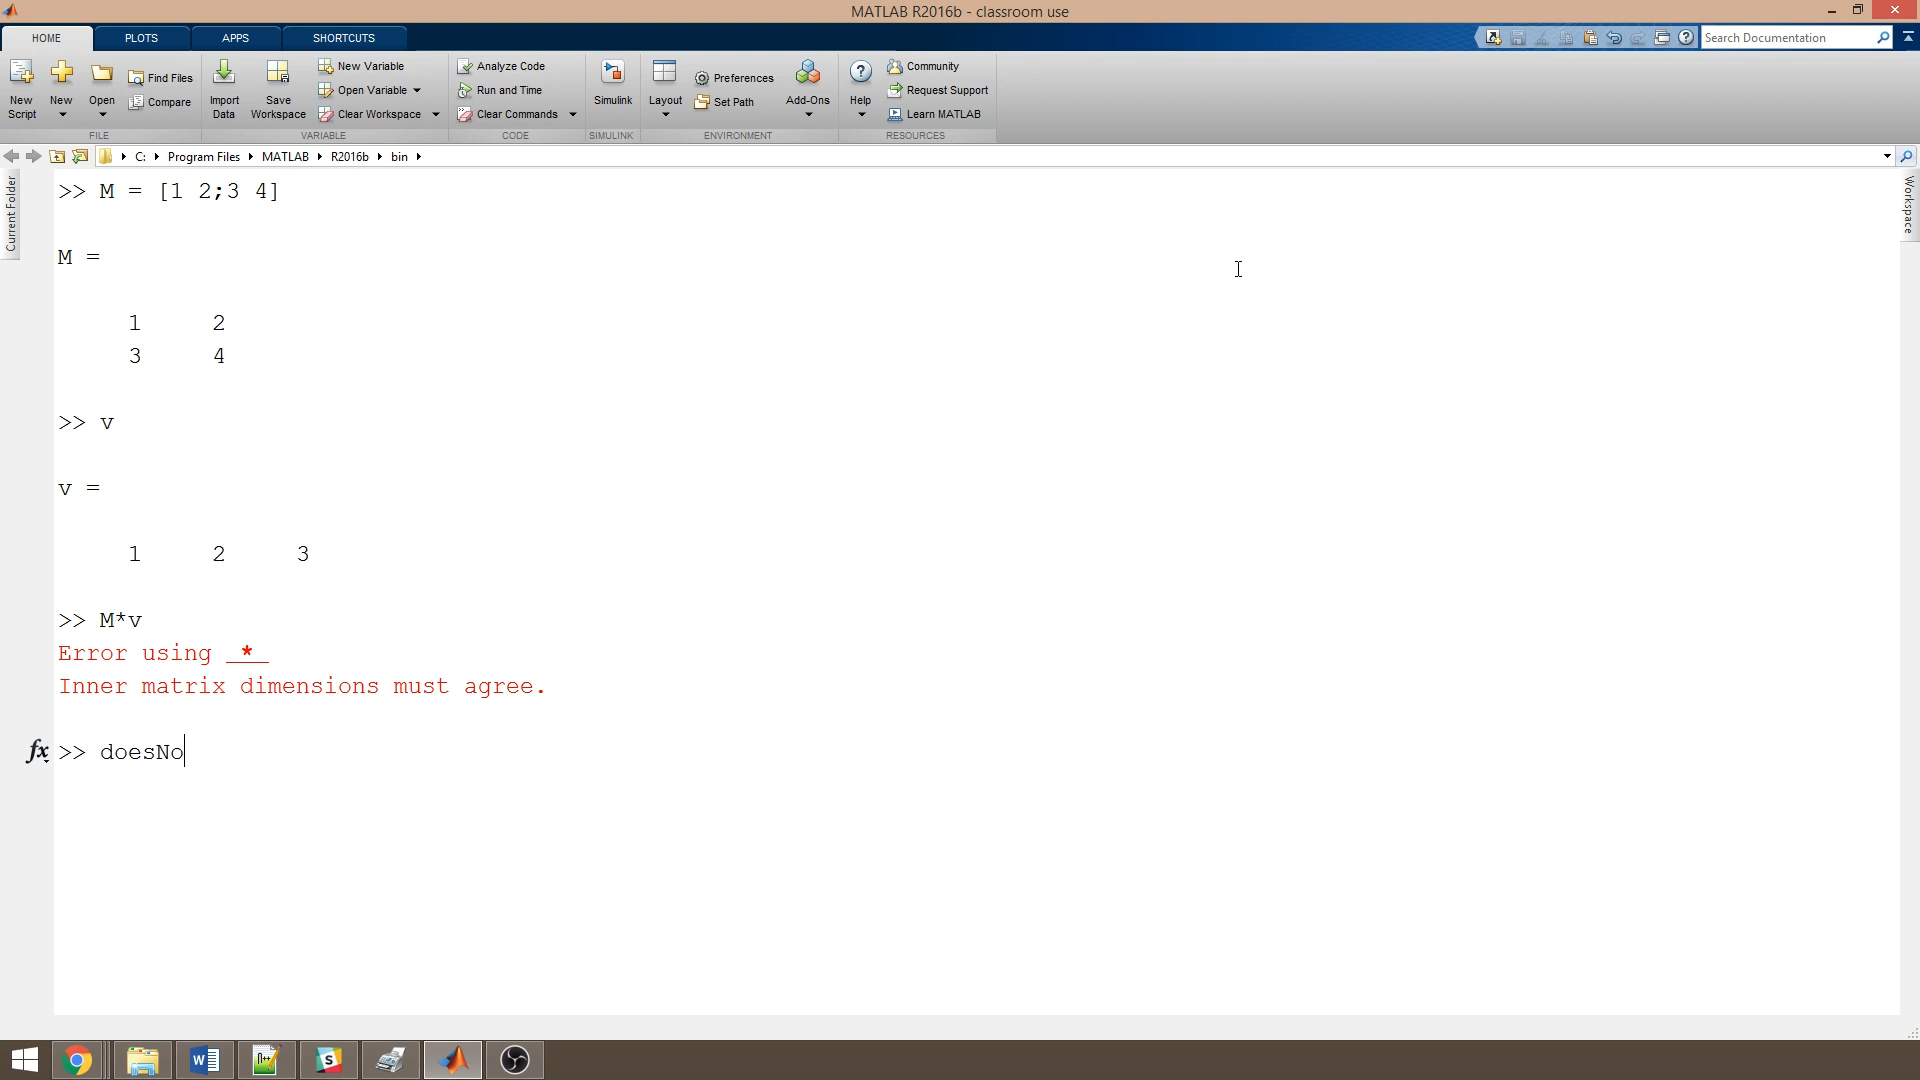 MATLAB R2016b - classroom use
HOME PLOTS APPS SHORTCUTS
Search Documentation
New Script
New
Open
Find Files
Compare
FILE
Import Data
Save Workspace
New Variable
Open Variable
Clear Workspace
VARIABLE
Analyze Code
Run and Time
Clear Commands
CODE
Simulink
SIMULINK
Layout
Preferences
Set Path
Add-Ons
ENVIRONMENT
Help
Community
Request Support
Learn MATLAB
RESOURCES
C: Program Files MATLAB R2016b bin
Current Folder
Workspace
>> M = [1 2;3 4]
M =
1 2
3 4
>> v
v =
1 2 3
>> M*v
Error using *
Inner matrix dimensions must agree.
fx >> doesNo